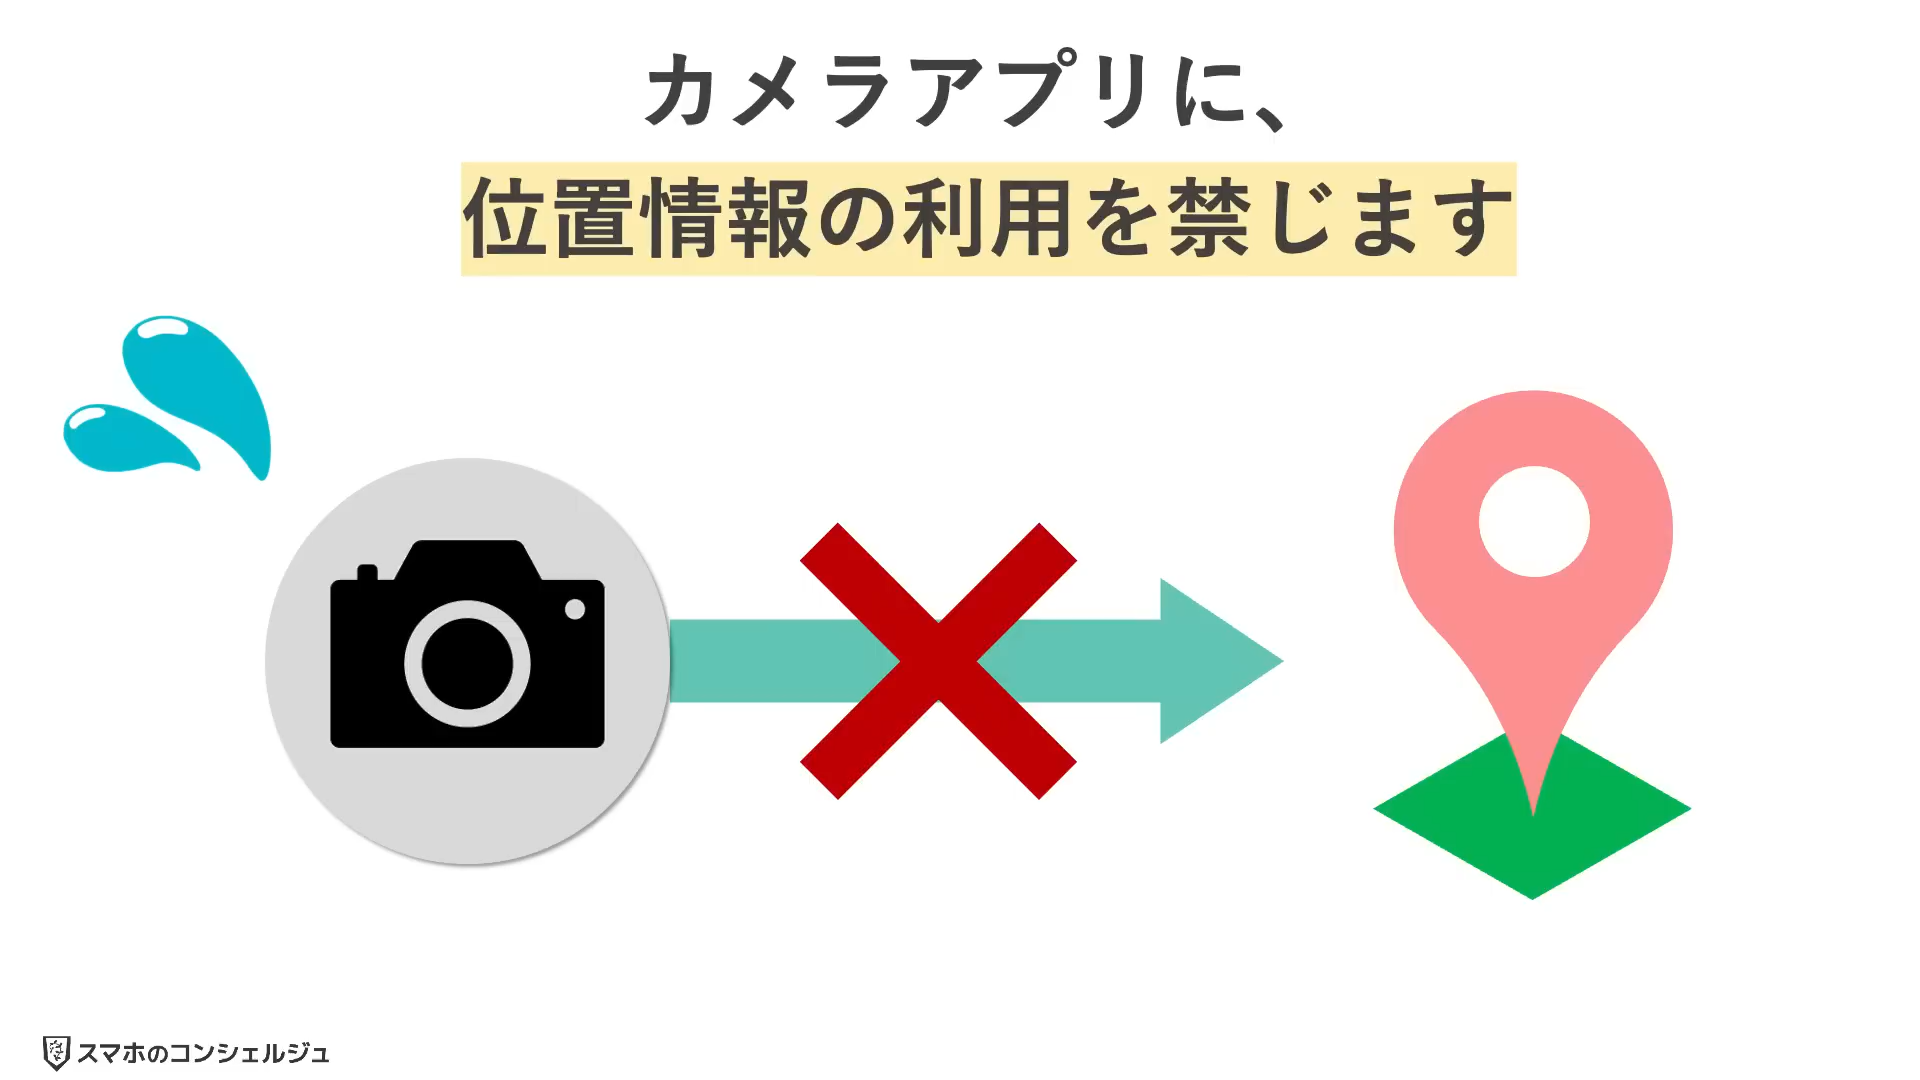 カメラアプリに、
位置情報の利用を禁じます
スマホのコンシェルジュ